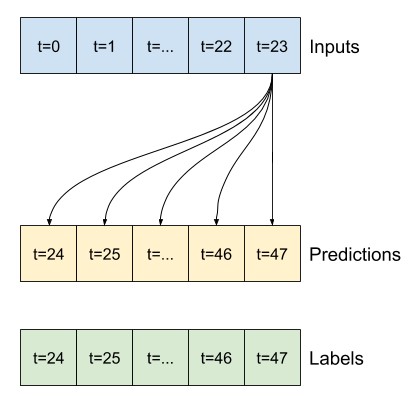 t=0 t=1 t=... t=22 t=23 Inputs
t=24 t=25 t=... t=46 t=47 Predictions
t=24 t=25 t=... t=46 t=47 Labels